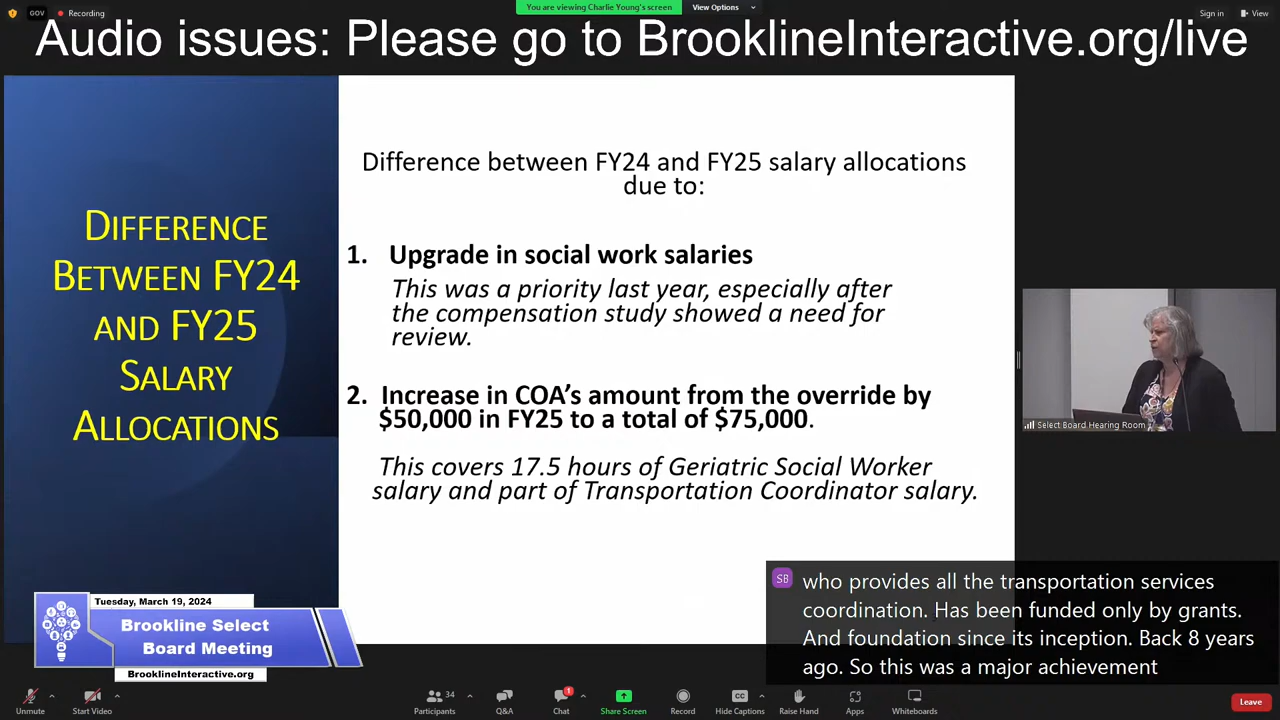 GOV
Recording
You are viewing Charlie Young's screen
View Options
Sign in
View
Audio issues: Please go to BrooklineInteractive.org/live
DIFFERENCE
BETWEEN FY24
AND FY25
SALARY
ALLOCATIONS
Difference between FY24 and FY25 salary allocations
due to:
1. Upgrade in social work salaries
This was a priority last year, especially after
the compensation study showed a need for
review.
2. Increase in COA's amount from the override by
$50,000 in FY25 to a total of $75,000.
This covers 17.5 hours of Geriatric Social Worker
salary and part of Transportation Coordinator salary.
Select Board Hearing Room
Tuesday, March 19, 2024
Brookline Select
Board Meeting
BrooklineInteractive.org
SB
who provides all the transportation services
coordination. Has been funded only by grants.
And foundation since its inception. Back 8 years
ago. So this was a major achievement
Unmute
Start Video
Participants
34
Q&A
Chat
1
Share Screen
Record
Hide Captions
Raise Hand
Apps
Whiteboards
Leave